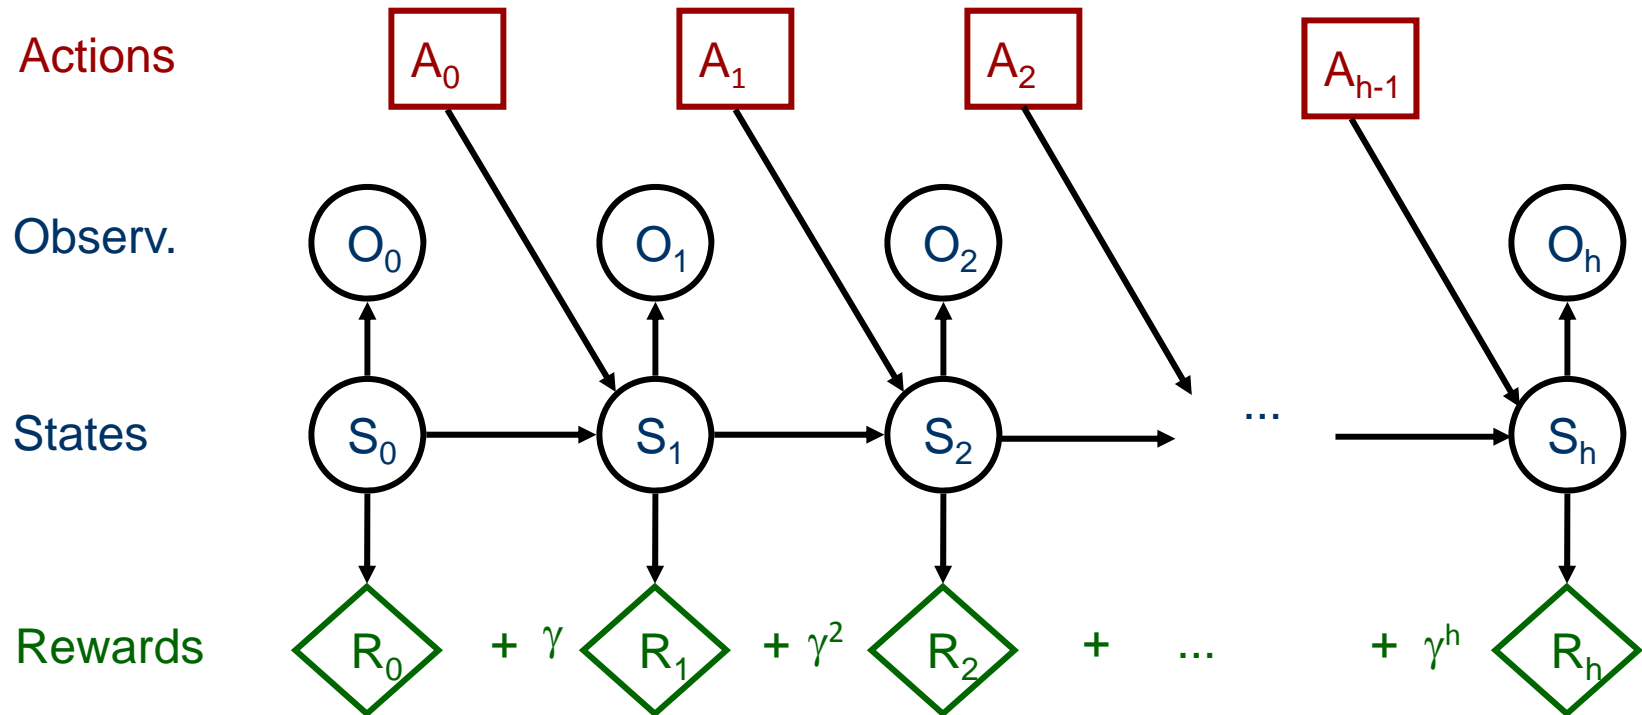 Actions A₀ A₁ A₂ Aₕ₋₁
Observ. O₀ O₁ O₂ Oₕ
States S₀ S₁ S₂ ... Sₕ
Rewards R₀ + γ R₁ + γ² R₂ + ... + γʰ Rₕ